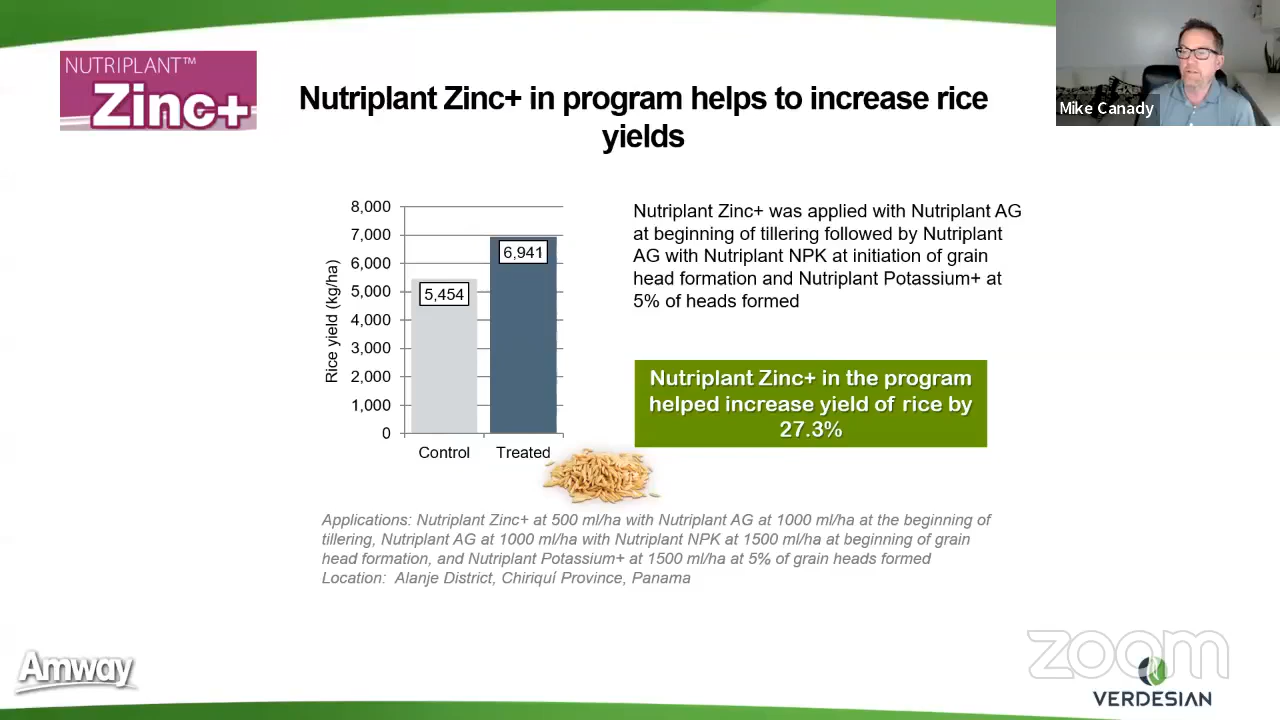 NUTRIPLANT™
Zinc+
Nutriplant Zinc+ in program helps to increase rice
yields
Mike Canady
8,000
7,000
6,000
5,000
4,000
3,000
2,000
1,000
0
Rice yield (kg/ha)
5,454
6,941
Control
Treated
Nutriplant Zinc+ was applied with Nutriplant AG
at beginning of tillering followed by Nutriplant
AG with Nutriplant NPK at initiation of grain
head formation and Nutriplant Potassium+ at
5% of heads formed
Nutriplant Zinc+ in the program
helped increase yield of rice by
27.3%
Applications: Nutriplant Zinc+ at 500 ml/ha with Nutriplant AG at 1000 ml/ha at the beginning of
tillering, Nutriplant AG at 1000 ml/ha with Nutriplant NPK at 1500 ml/ha at beginning of grain
head formation, and Nutriplant Potassium+ at 1500 ml/ha at 5% of grain heads formed
Location: Alanje District, Chiriquí Province, Panama
Amway
zoom
VERDESIAN